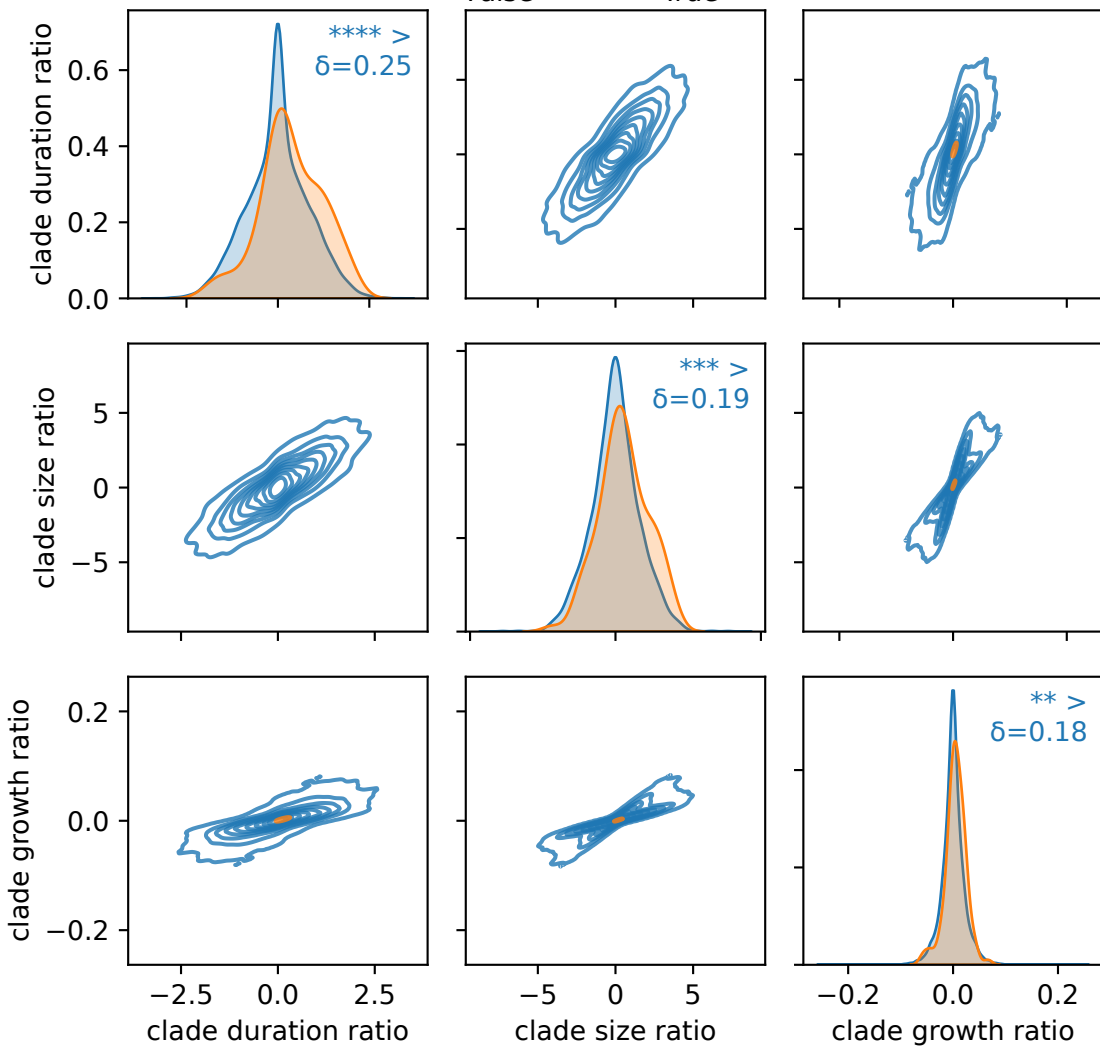 **** >
δ=0.25
clade duration ratio
0.6
0.4
0.2
0.0
*** >
δ=0.19
clade size ratio
5
0
−5
** >
δ=0.18
clade growth ratio
0.2
0.0
−0.2
−2.5 0.0 2.5
−5 0 5
−0.2 0.0 0.2
clade duration ratio
clade size ratio
clade growth ratio